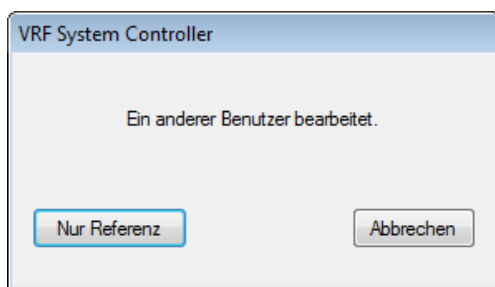 VRF System Controller
Ein anderer Benutzer bearbeitet.
Nur Referenz
Abbrechen